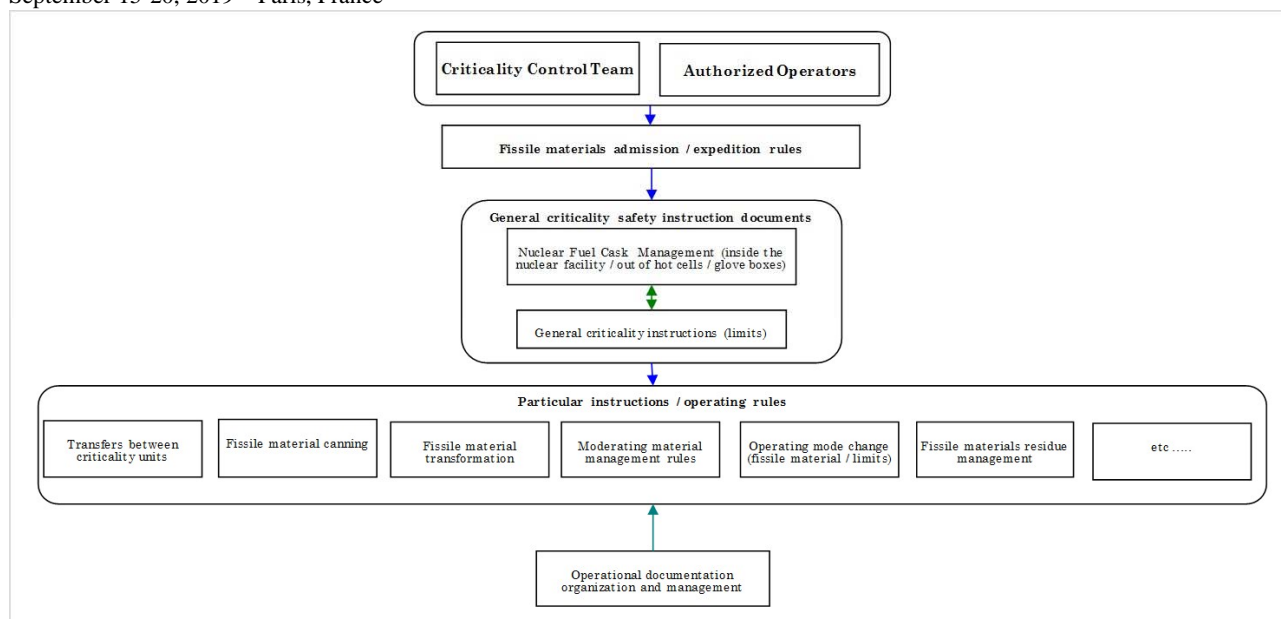 September 15-20, 2019 – Paris, France
Criticality Control Team
Authorized Operators
Fissile materials admission / expedition rules
General criticality safety instruction documents
Nuclear Fuel Cask Management (inside the
nuclear facility / out of hot cells / glove boxes)
General criticality instructions (limits)
Particular instructions / operating rules
Transfers between
criticality units
Fissile material canning
Fissile material
transformation
Moderating material
management rules
Operating mode change
(fissile material / limits)
Fissile materials residue
management
etc .....
Operational documentation
organization and management